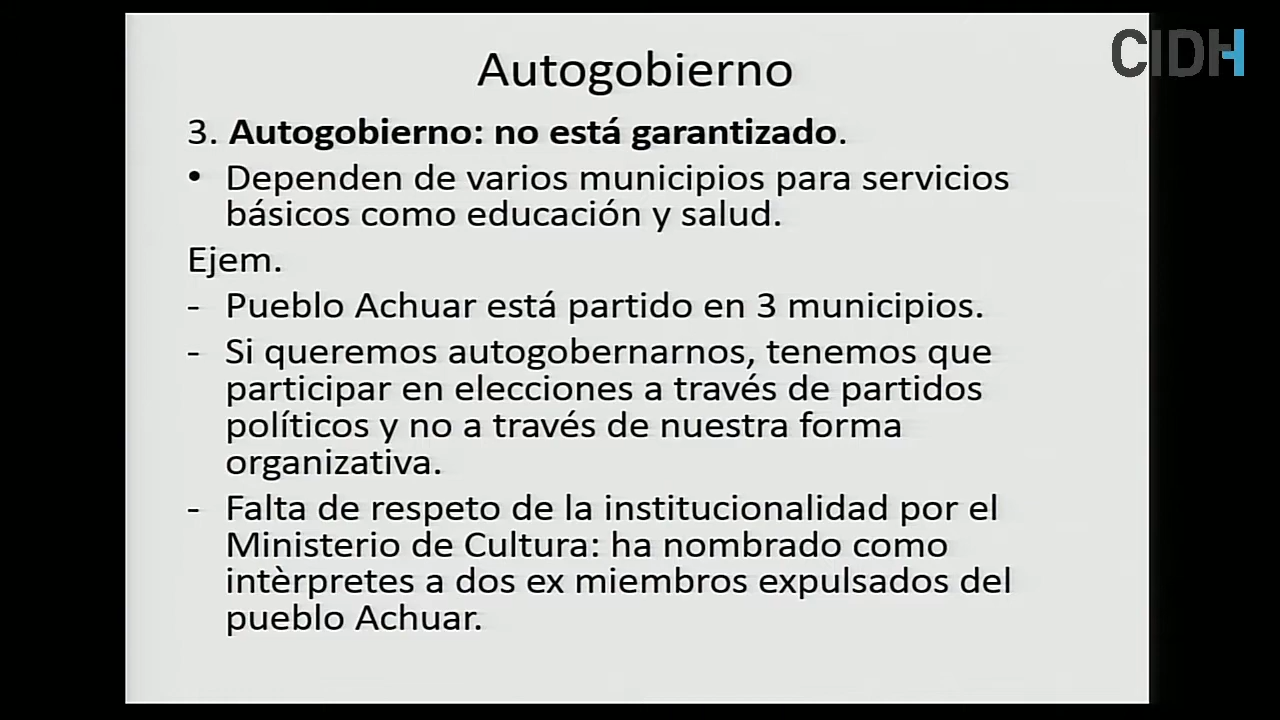 CIDH
Autogobierno
3. Autogobierno: no está garantizado.
• Dependen de varios municipios para servicios
básicos como educación y salud.
Ejem.
- Pueblo Achuar está partido en 3 municipios.
- Si queremos autogobernarnos, tenemos que
participar en elecciones a través de partidos
políticos y no a través de nuestra forma
organizativa.
- Falta de respeto de la institucionalidad por el
Ministerio de Cultura: ha nombrado como
intèrpretes a dos ex miembros expulsados del
pueblo Achuar.